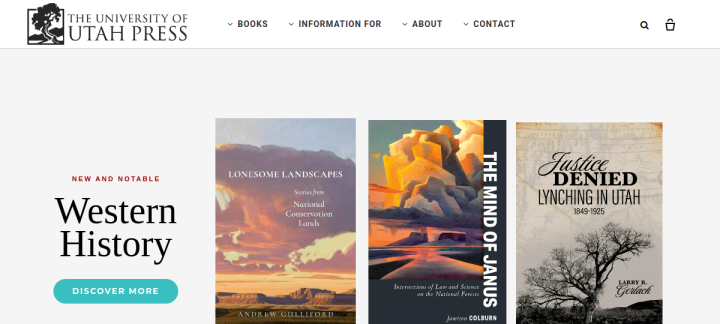 THE UNIVERSITY OF
UTAH PRESS
BOOKS
INFORMATION FOR
ABOUT
CONTACT
NEW AND NOTABLE
Western
History
DISCOVER MORE
LONESOME LANDSCAPES
Stories from
National
Conservation
Lands
ANDREW GULLIFORD
THE MIND OF JANUS
Intersections of Law and Science
on the National Forests
Jamison COLBURN
Justice
DENIED
LYNCHING IN UTAH
1849-1925
LARRY R.
Gerlach